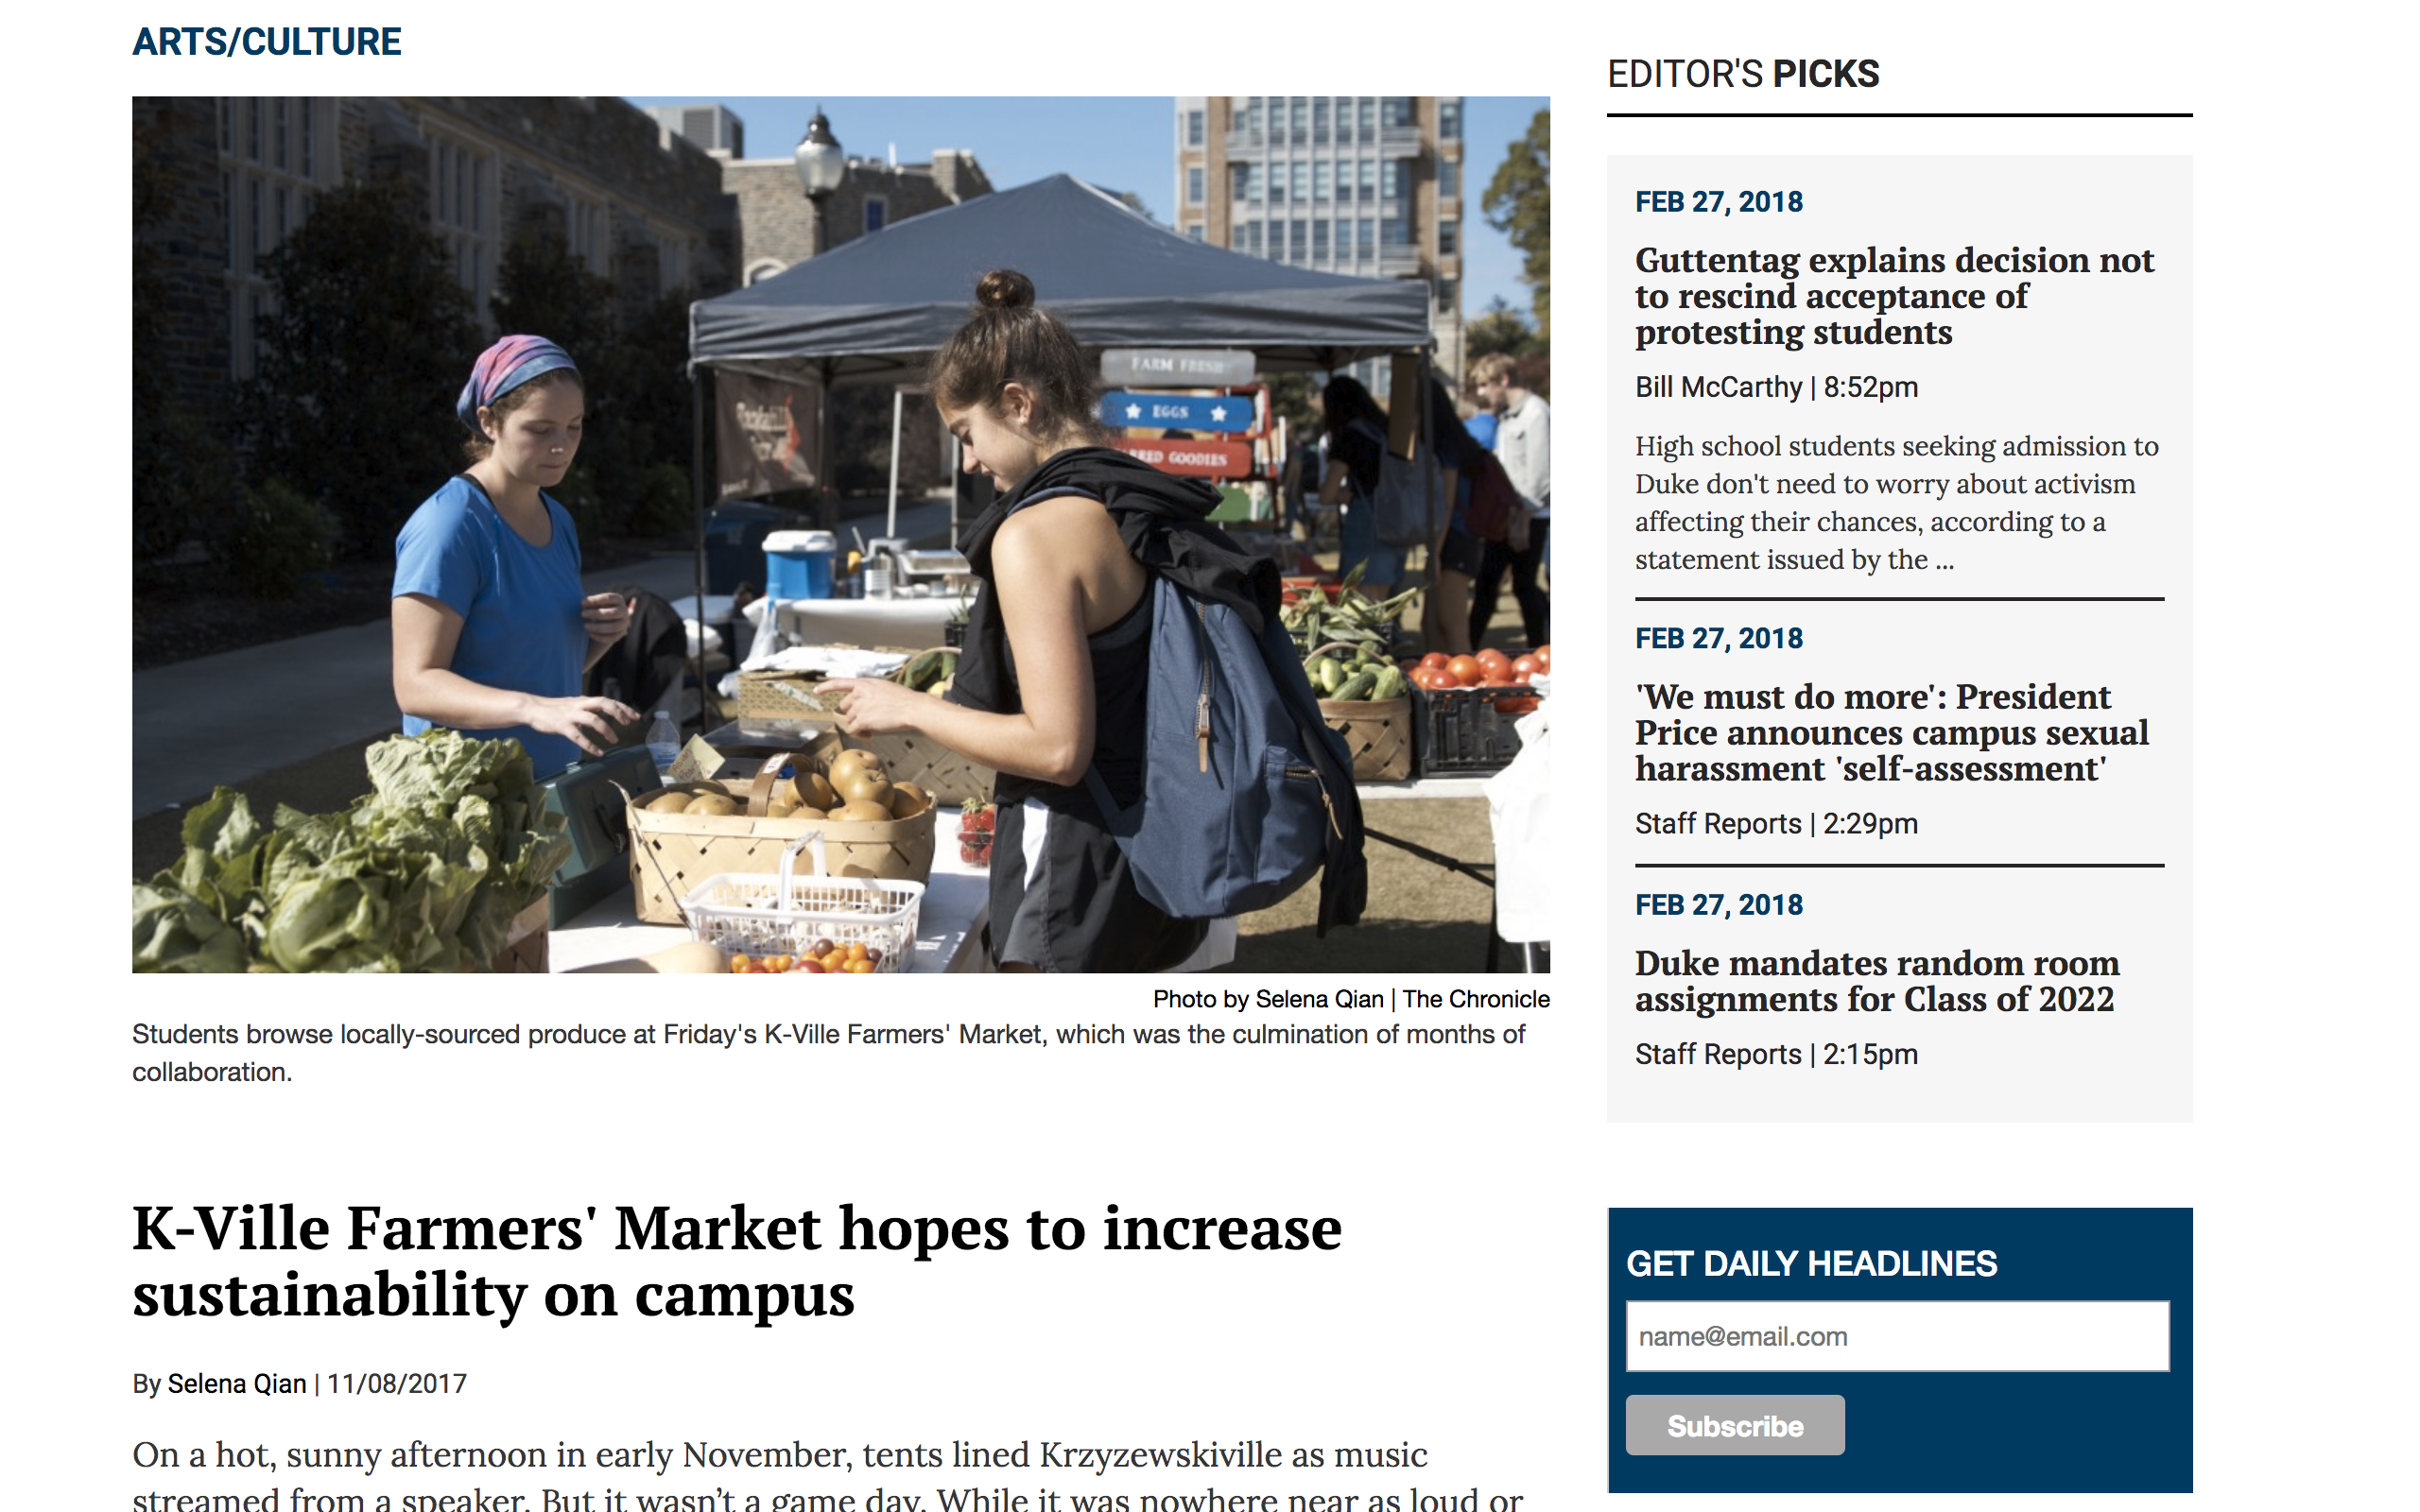 ARTS/CULTURE
FARM FRESH
EGGS
GOODIES
Photo by Selena Qian | The Chronicle
Students browse locally-sourced produce at Friday's K-Ville Farmers' Market, which was the culmination of months of
collaboration.
K-Ville Farmers' Market hopes to increase
sustainability on campus
By Selena Qian | 11/08/2017
On a hot, sunny afternoon in early November, tents lined Krzyzewskiville as music
streamed from a speaker. But it wasn’t a game day. While it was nowhere near as loud or
EDITOR'S PICKS
FEB 27, 2018
Guttentag explains decision not
to rescind acceptance of
protesting students
Bill McCarthy | 8:52pm
High school students seeking admission to
Duke don't need to worry about activism
affecting their chances, according to a
statement issued by the ...
FEB 27, 2018
'We must do more': President
Price announces campus sexual
harassment 'self-assessment'
Staff Reports | 2:29pm
FEB 27, 2018
Duke mandates random room
assignments for Class of 2022
Staff Reports | 2:15pm
GET DAILY HEADLINES
name@email.com
Subscribe